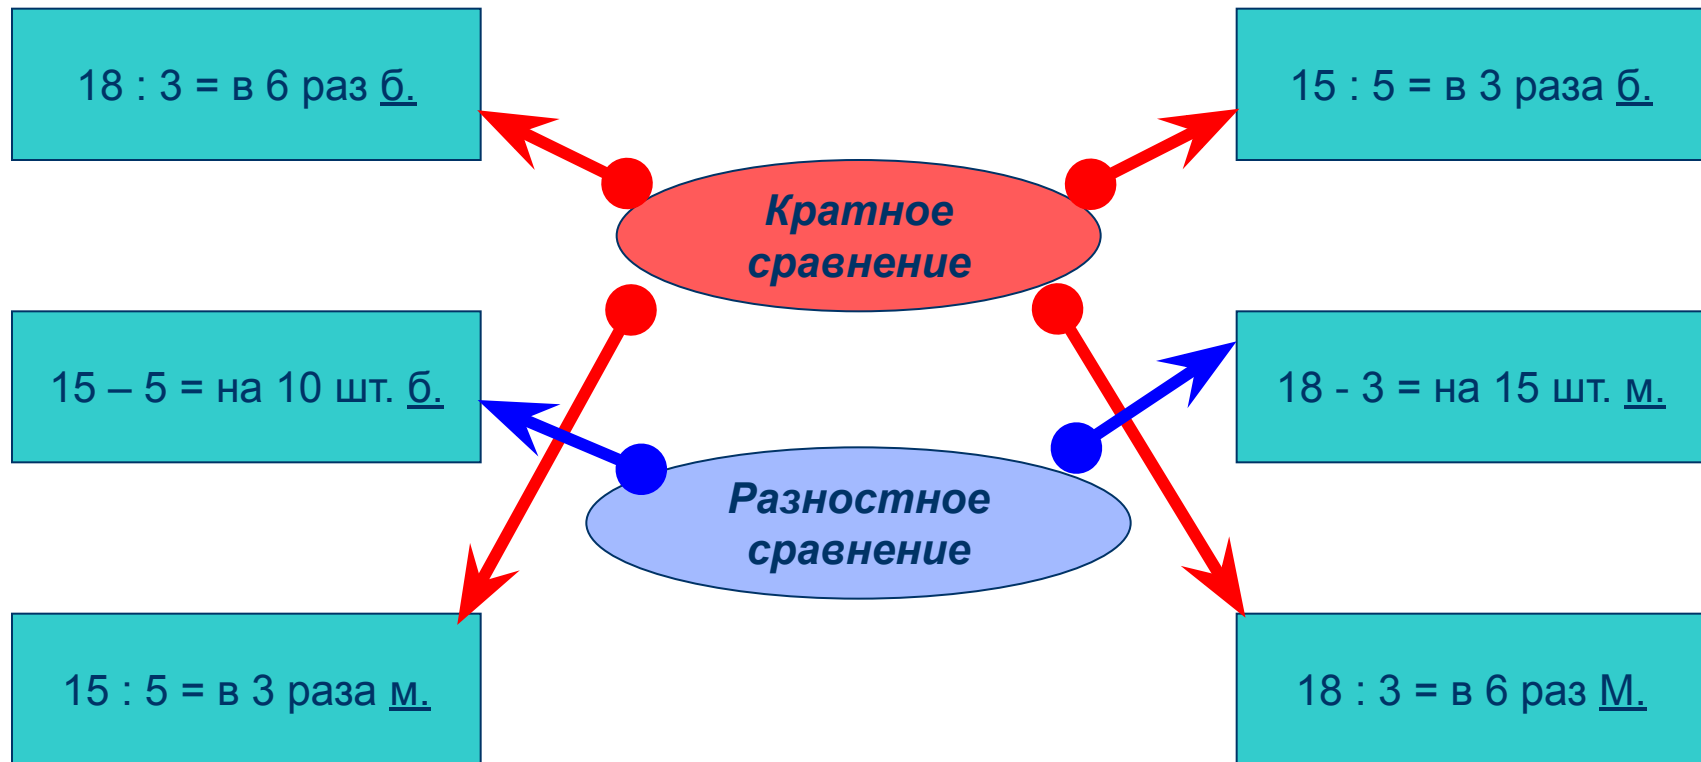 18 : 3 = в 6 раз б.
15 : 5 = в 3 раза б.
Кратное
сравнение
15 – 5 = на 10 шт. б.
18 - 3 = на 15 шт. м.
Разностное
сравнение
15 : 5 = в 3 раза м.
18 : 3 = в 6 раз М.